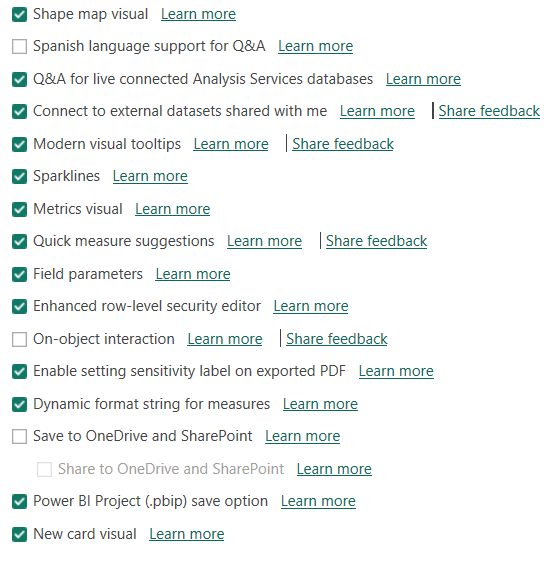 Shape map visual Learn more
Spanish language support for Q&A Learn more
Q&A for live connected Analysis Services databases Learn more
Connect to external datasets shared with me Learn more | Share feedback
Modern visual tooltips Learn more | Share feedback
Sparklines Learn more
Metrics visual Learn more
Quick measure suggestions Learn more | Share feedback
Field parameters Learn more
Enhanced row-level security editor Learn more
On-object interaction Learn more | Share feedback
Enable setting sensitivity label on exported PDF Learn more
Dynamic format string for measures Learn more
Save to OneDrive and SharePoint Learn more
Share to OneDrive and SharePoint Learn more
Power BI Project (.pbip) save option Learn more
New card visual Learn more